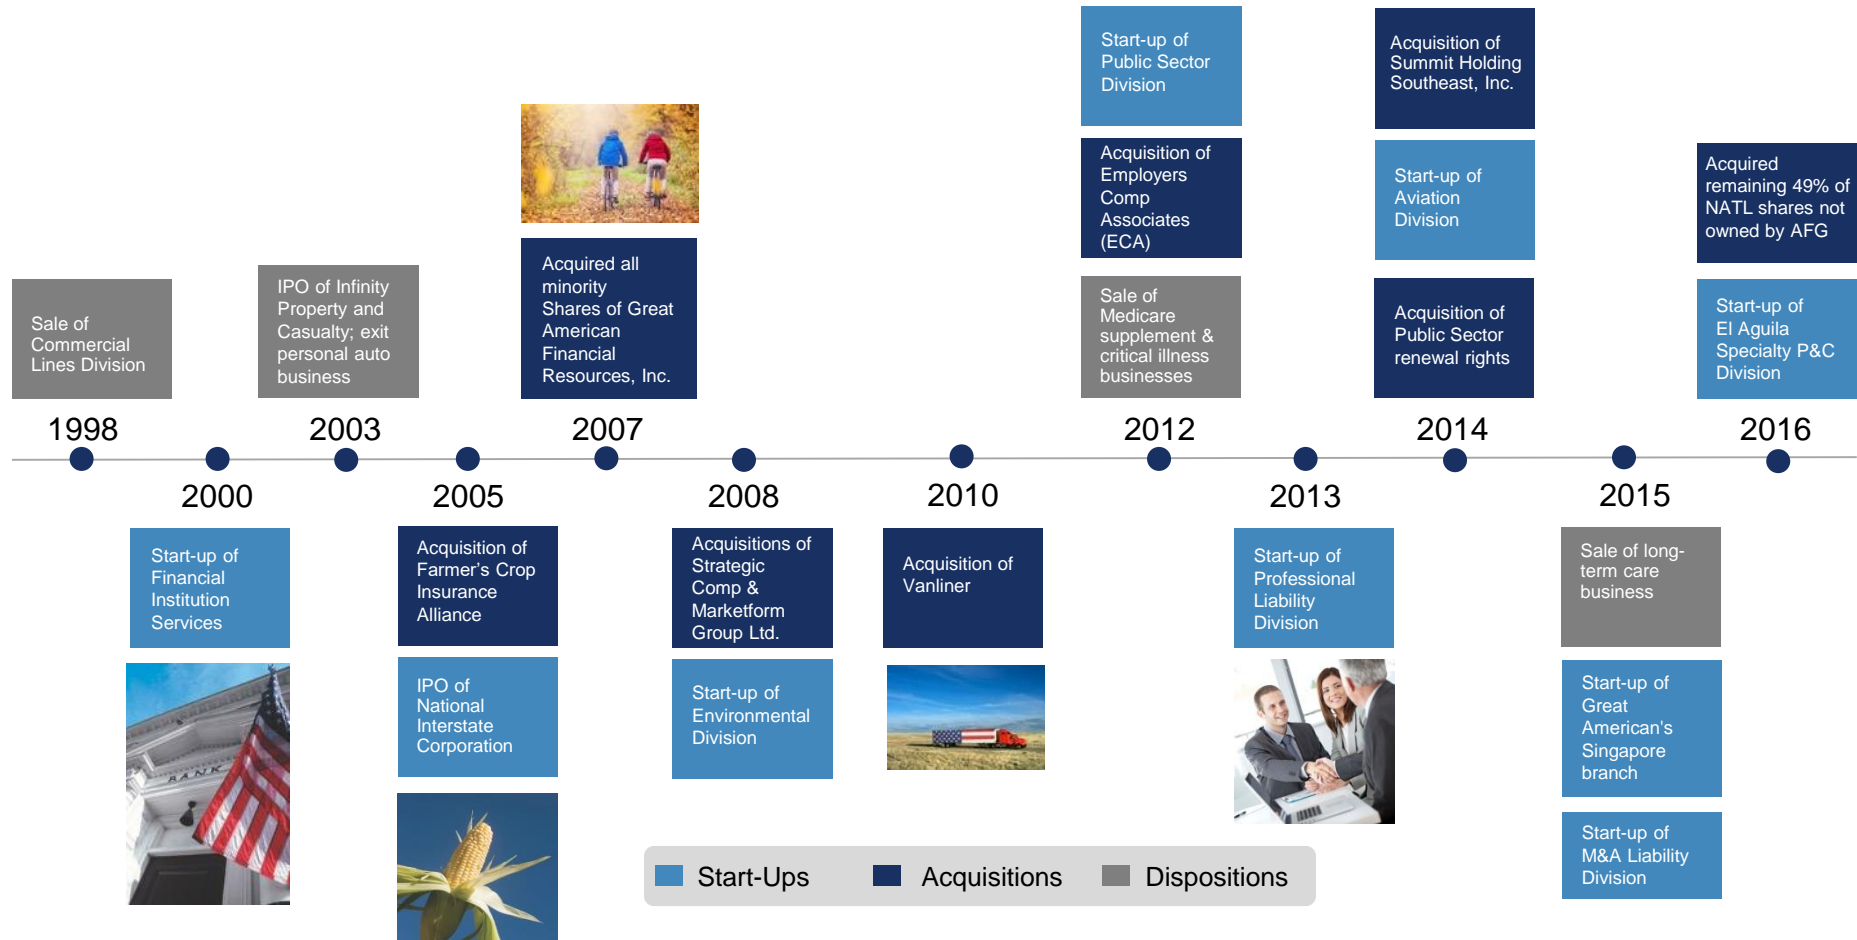 Start-up of
Public Sector
Division
Acquisition of
Summit Holding
Southeast, Inc.
Acquisition of
Employers
Comp
Associates
(ECA)
Start-up of
Aviation
Division
Acquired
remaining 49% of
NATL shares not
owned by AFG
Sale of
Commercial
Lines Division
IPO of Infinity
Property and
Casualty; exit
personal auto
business
Acquired all
minority
Shares of Great
American
Financial
Resources, Inc.
Sale of
Medicare
supplement &
critical illness
businesses
Acquisition of
Public Sector
renewal rights
Start-up of
El Aguila
Specialty P&C
Division
1998
2003
2007
2012
2014
2016
2000
2005
2008
2010
2013
2015
Start-up of
Financial
Institution
Services
Acquisition of
Farmer's Crop
Insurance
Alliance
Acquisitions of
Strategic
Comp &
Marketform
Group Ltd.
Acquisition of
Vanliner
Start-up of
Professional
Liability
Division
Sale of long-
term care
business
IPO of
National
Interstate
Corporation
Start-up of
Environmental
Division
Start-up of
Great
American's
Singapore
branch
BANK
Start-up of
M&A Liability
Division
Start-Ups
Acquisitions
Dispositions